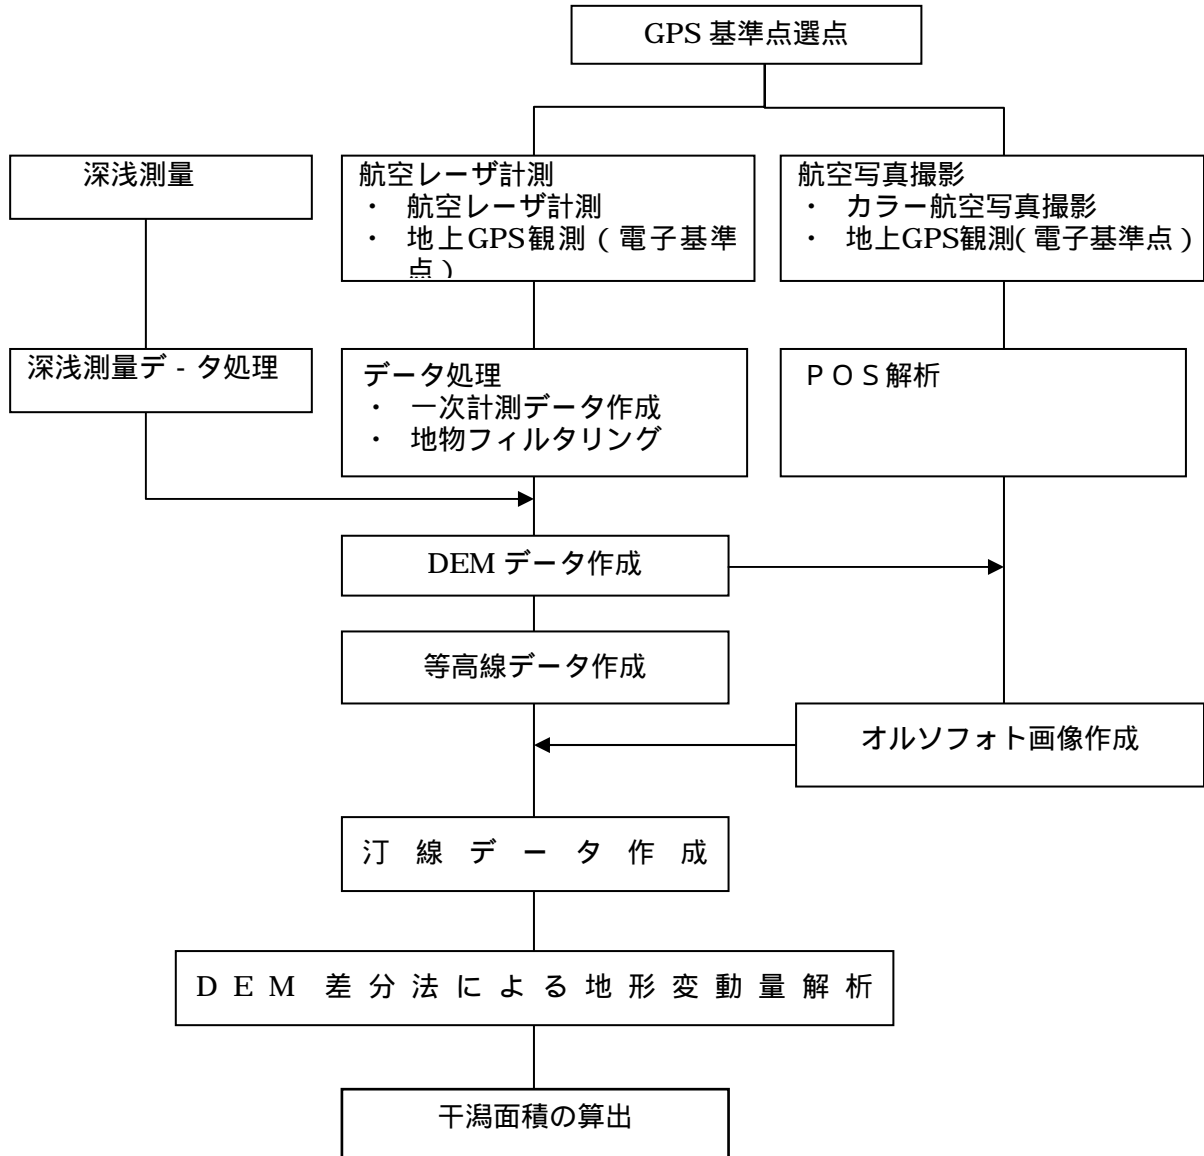 GPS 基準点選点
深浅測量
航空レーザ計測
・ 航空レーザ計測
・ 地上GPS観測（電子基準
点）
航空写真撮影
・ カラー航空写真撮影
・ 地上GPS観測（電子基準点）
深浅測量デ‐タ処理
データ処理
・ 一次計測データ作成
・ 地物フィルタリング
ＰＯＳ解析
DEM データ作成
等高線データ作成
オルソフォト画像作成
汀線データ作成
DEM 差分法による地形変動量解析
干潟面積の算出